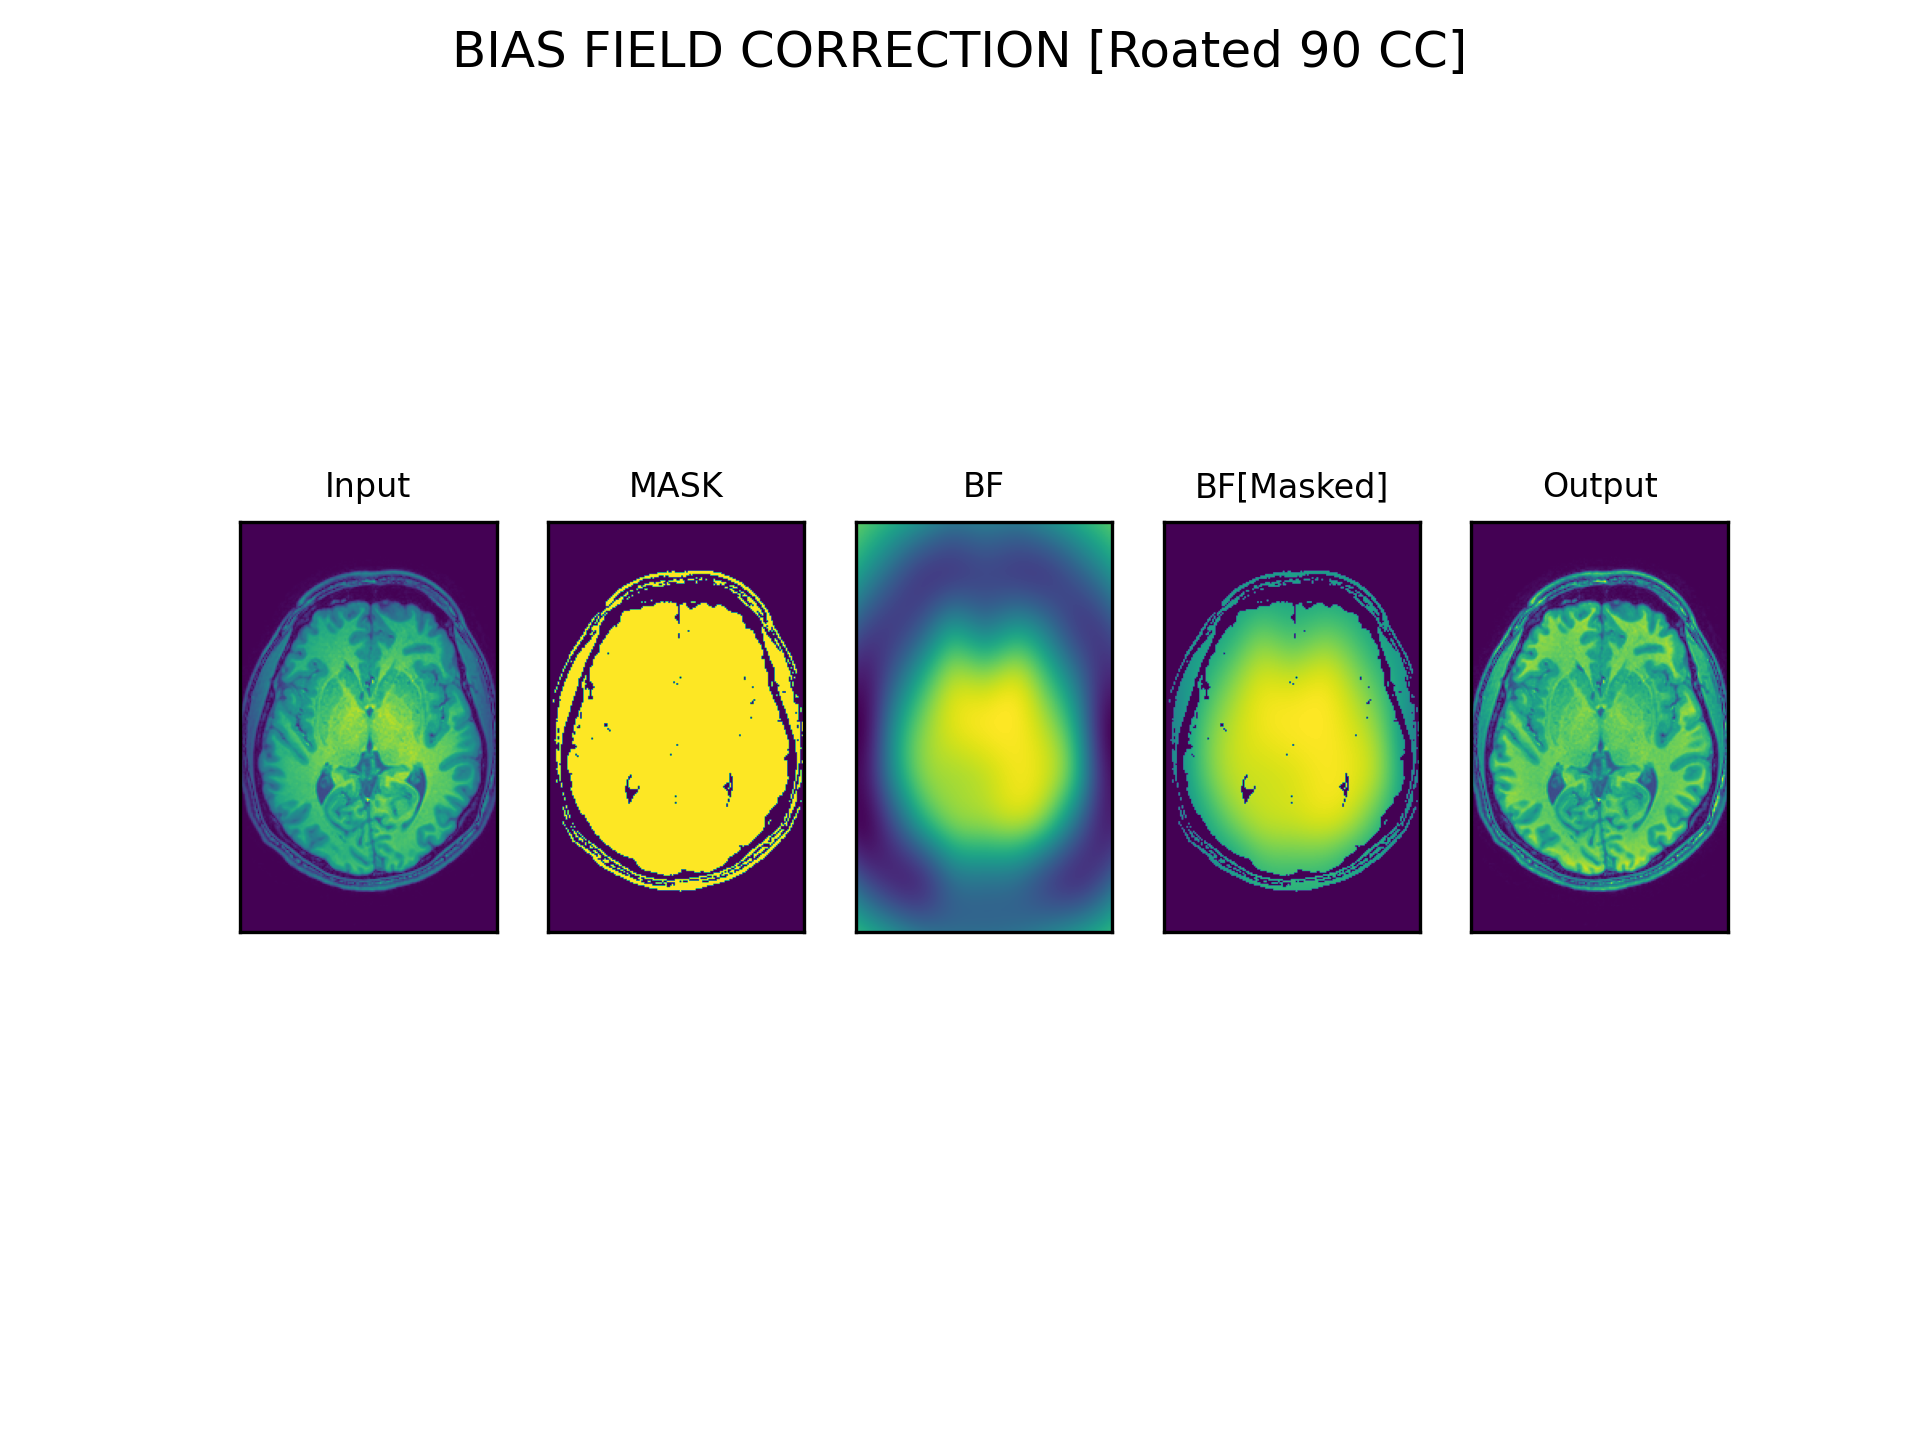 BIAS FIELD CORRECTION [Roated 90 CC]
Input
MASK
BF
BF[Masked]
Output